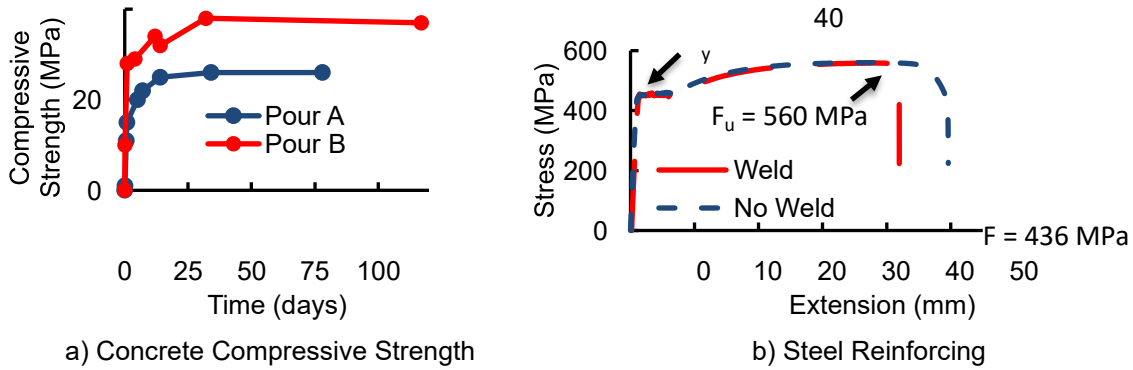 Compressive
Strength (MPa)
20
0
Pour A
Pour B
0 25 50 75 100
Time (days)
a) Concrete Compressive Strength
40
Stress (MPa)
600
400
200
0
y
Fu = 560 MPa
Weld
No Weld
F = 436 MPa
0 10 20 30 40 50
Extension (mm)
b) Steel Reinforcing